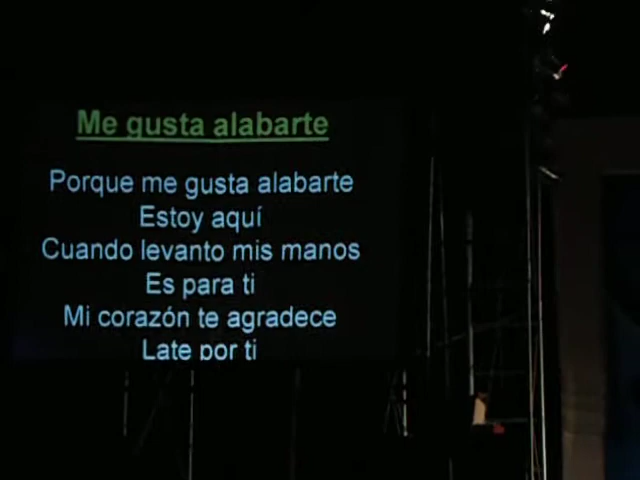 Me gusta alabarte
Porque me gusta alabarte
Estoy aquí
Cuando levanto mis manos
Es para ti
Mi corazón te agradece
Late por ti